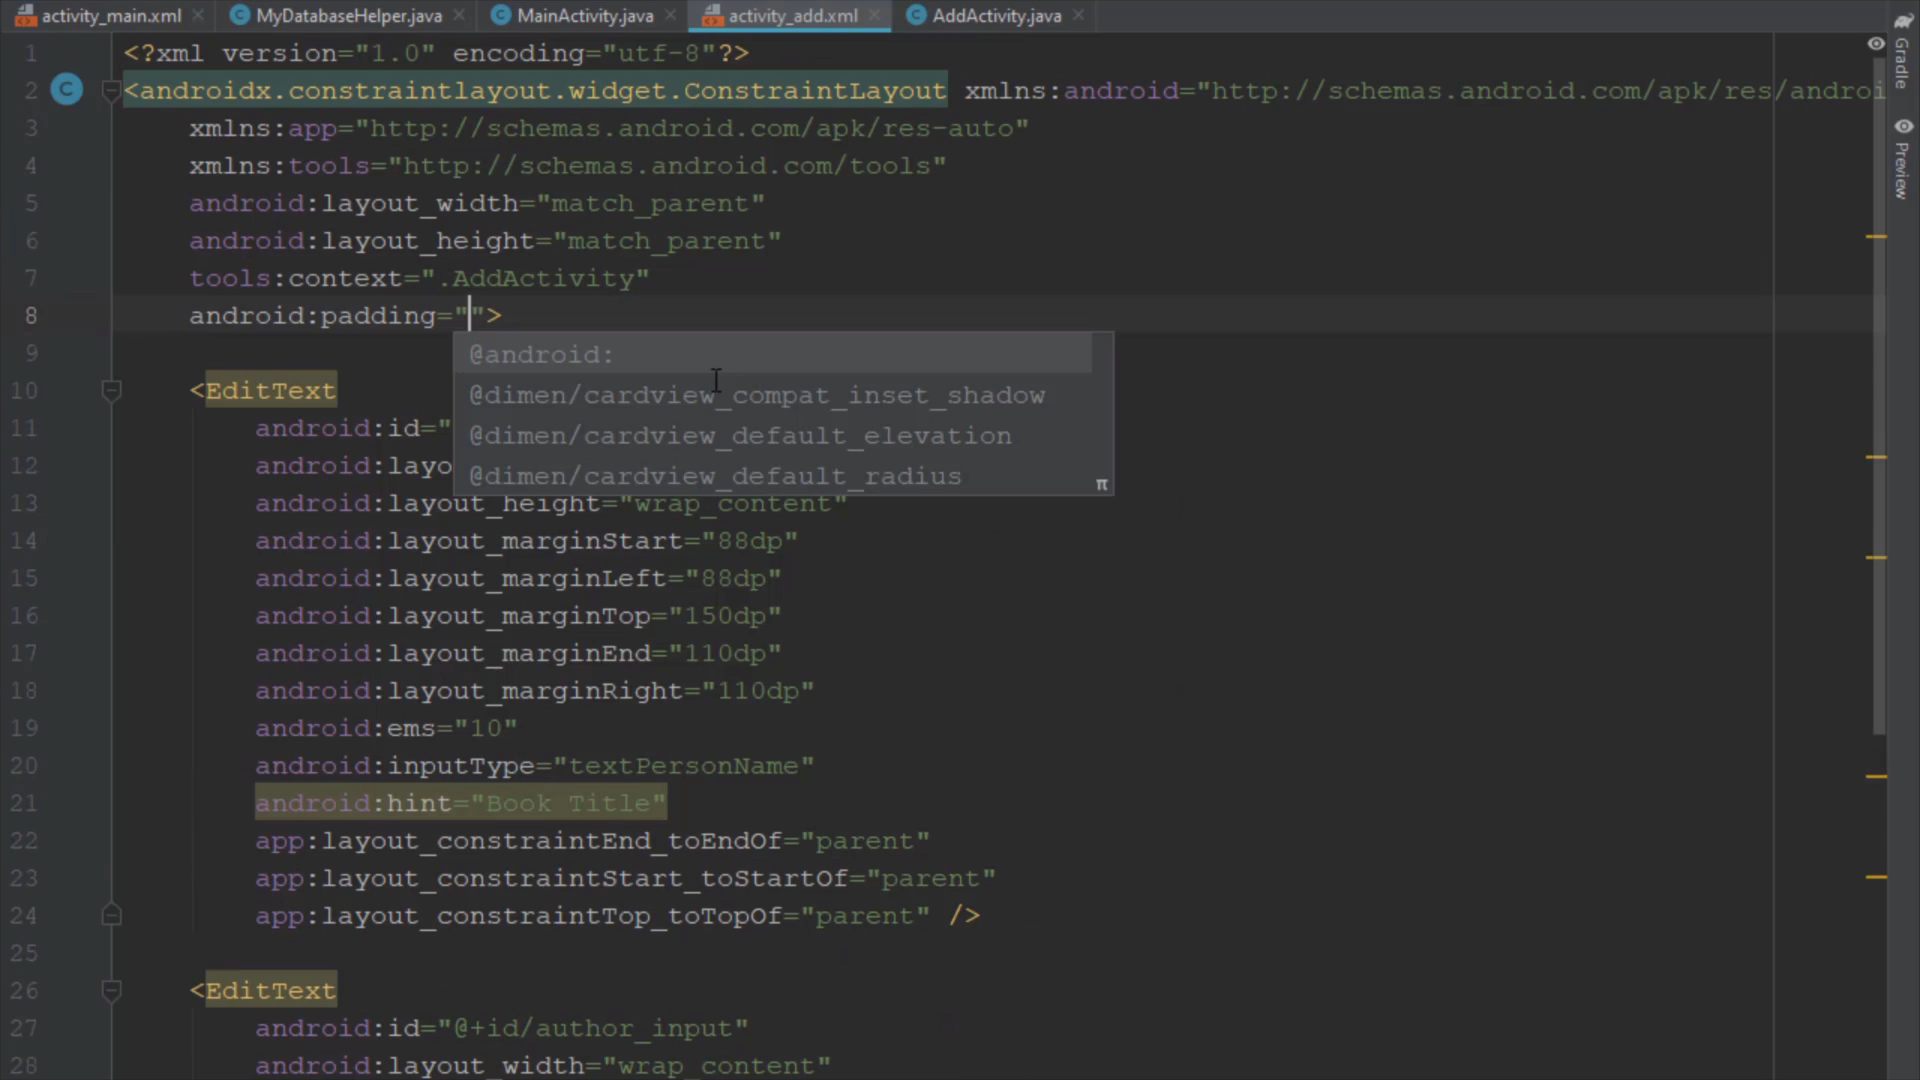 activity_main.xml MyDatabaseHelper.java MainActivity.java activity_add.xml AddActivity.java
Gradle
Preview
1 <?xml version="1.0" encoding="utf-8"?>
2 C <androidx.constraintlayout.widget.ConstraintLayout xmlns:android="http://schemas.android.com/apk/res/androi
3 xmlns:app="http://schemas.android.com/apk/res-auto"
4 xmlns:tools="http://schemas.android.com/tools"
5 android:layout_width="match_parent"
6 android:layout_height="match_parent"
7 tools:context=".AddActivity"
8 android:padding="">
9 @android:
10 <EditText @dimen/cardview_compat_inset_shadow
11 android:id=" @dimen/cardview_default_elevation
12 android:layo @dimen/cardview_default_radius π
13 android:layout_height="wrap_content"
14 android:layout_marginStart="88dp"
15 android:layout_marginLeft="88dp"
16 android:layout_marginTop="150dp"
17 android:layout_marginEnd="110dp"
18 android:layout_marginRight="110dp"
19 android:ems="10"
20 android:inputType="textPersonName"
21 android:hint="Book Title"
22 app:layout_constraintEnd_toEndOf="parent"
23 app:layout_constraintStart_toStartOf="parent"
24 app:layout_constraintTop_toTopOf="parent" />
25
26 <EditText
27 android:id="@+id/author_input"
28 android:layout_width="wrap_content"